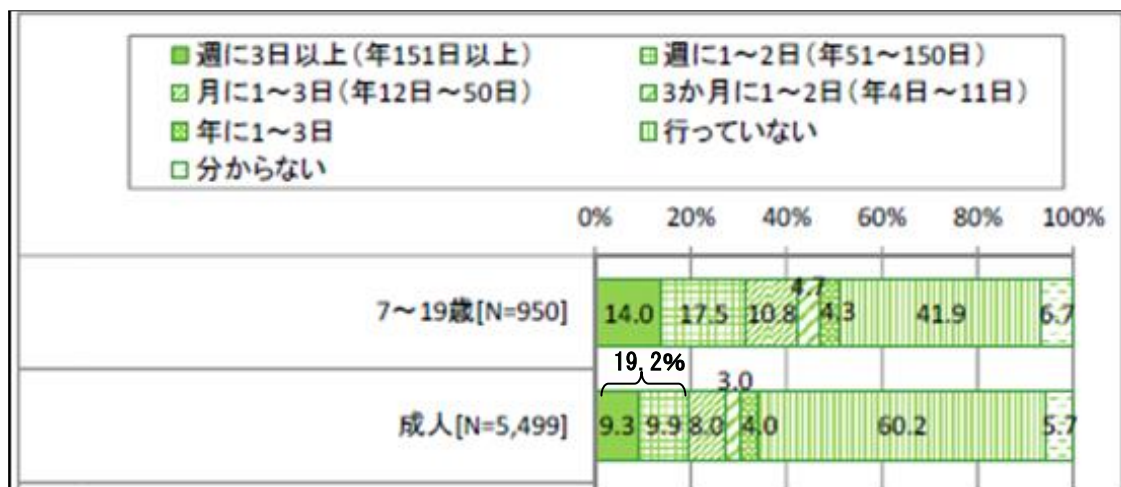 週に3日以上(年151日以上) 週に1～2日(年51～150日)
月に1～3日(年12日～50日) 3か月に1～2日(年4日～11日)
年に1～3日 行っていない
分からない
0% 20% 40% 60% 80% 100%
7～19歳[N=950] 14.0 17.5 10.8 4.7 4.3 41.9 6.7
19.2%
成人[N=5,499] 9.3 9.9 8.0 3.0 4.0 60.2 5.7